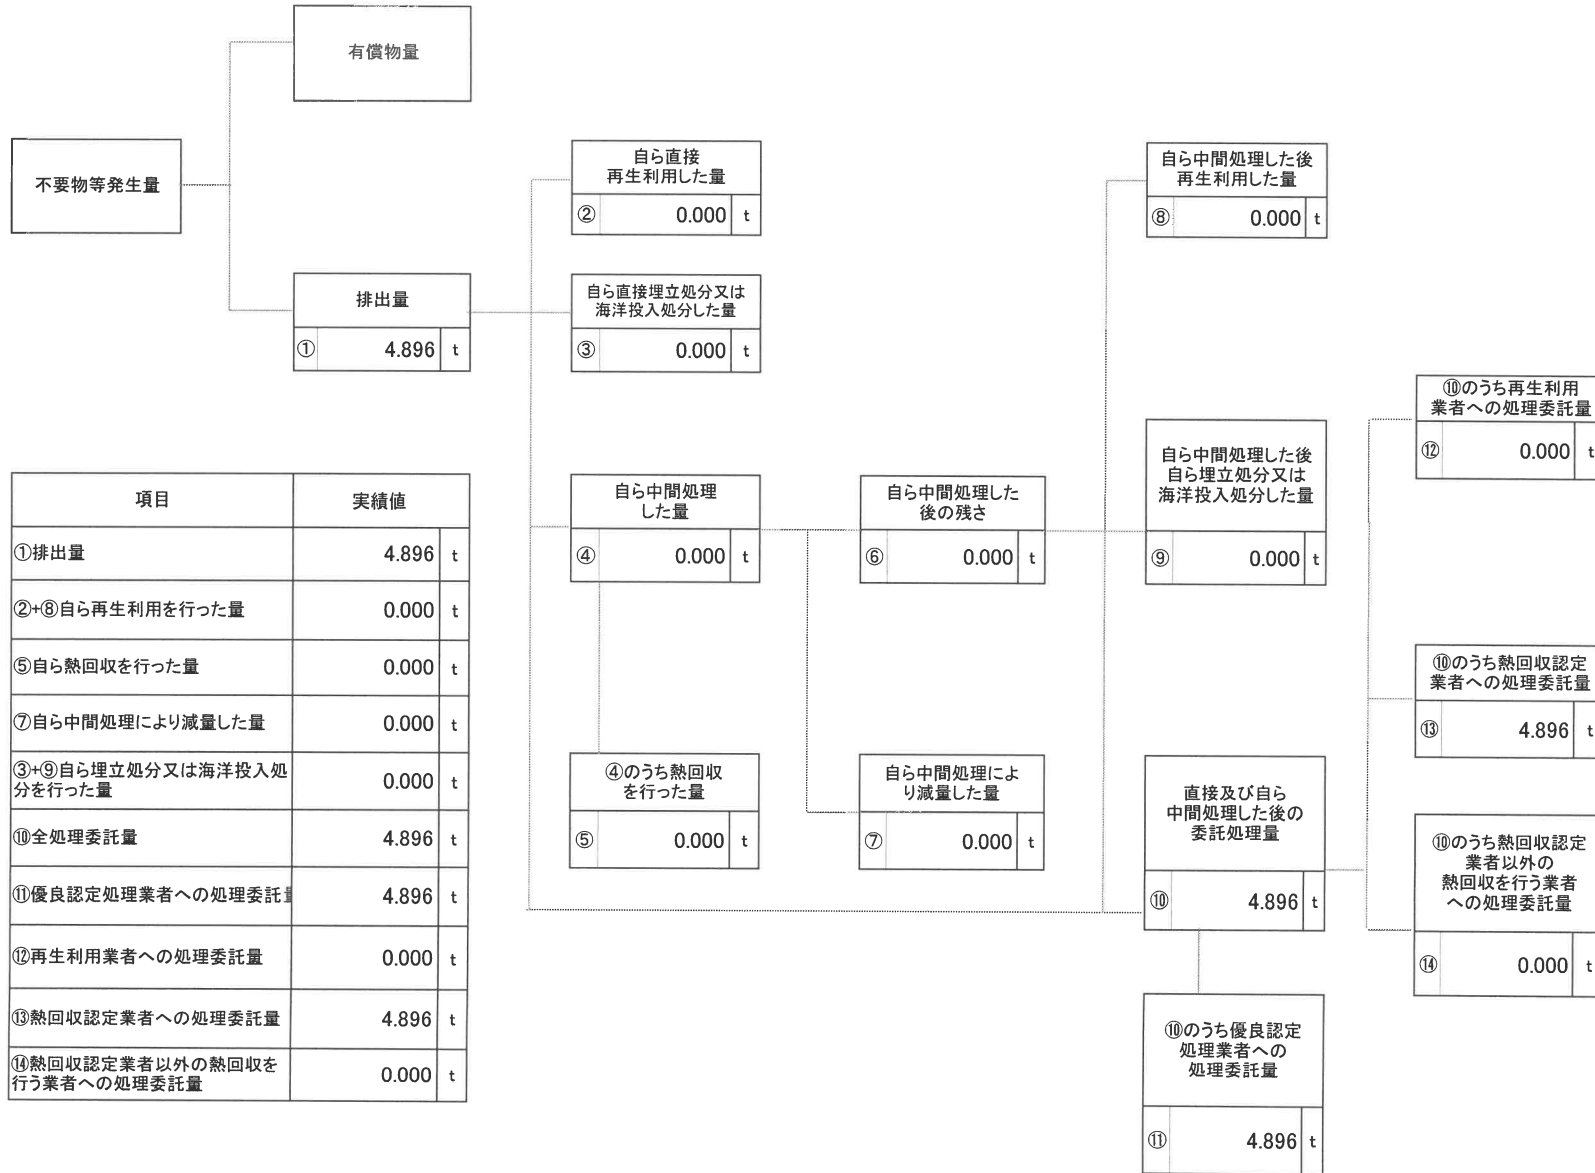 有償物量
不要物等発生量
排出量
① 4.896 t
自ら直接
再生利用した量
② 0.000 t
自ら直接埋立処分又は
海洋投入処分した量
③ 0.000 t
自ら中間処理
した量
④ 0.000 t
④のうち熱回収
を行った量
⑤ 0.000 t
自ら中間処理した
後の残さ
⑥ 0.000 t
自ら中間処理によ
り減量した量
⑦ 0.000 t
自ら中間処理した後
再生利用した量
⑧ 0.000 t
自ら中間処理した後
自ら埋立処分又は
海洋投入処分した量
⑨ 0.000 t
直接及び自ら
中間処理した後の
委託処理量
⑩ 4.896 t
⑩のうち優良認定
処理業者への
処理委託量
⑪ 4.896 t
⑩のうち再生利用
業者への処理委託量
⑫ 0.000 t
⑩のうち熱回収認定
業者への処理委託量
⑬ 4.896 t
⑩のうち熱回収認定
業者以外の
熱回収を行う業者
への処理委託量
⑭ 0.000 t
項目 実績値
①排出量 4.896 t
②+⑧自ら再生利用を行った量 0.000 t
⑤自ら熱回収を行った量 0.000 t
⑦自ら中間処理により減量した量 0.000 t
③+⑨自ら埋立処分又は海洋投入処
分を行った量 0.000 t
⑩全処理委託量 4.896 t
⑪優良認定処理業者への処理委託 4.896 t
⑫再生利用業者への処理委託量 0.000 t
⑬熱回収認定業者への処理委託量 4.896 t
⑭熱回収認定業者以外の熱回収を
行う業者への処理委託量 0.000 t